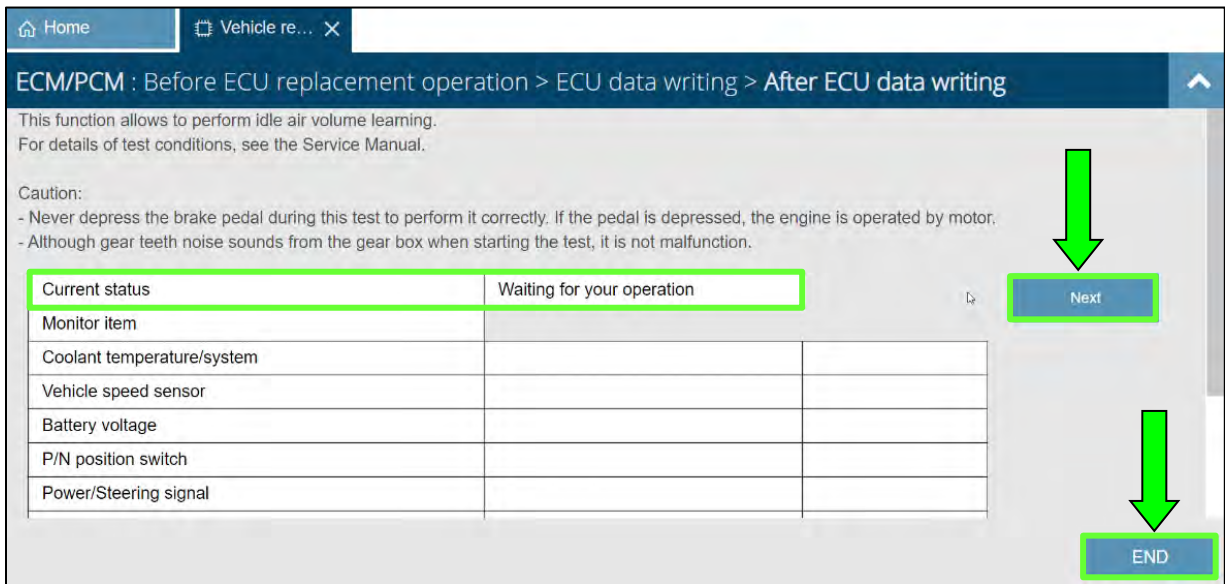 Home
Vehicle re...
ECM/PCM : Before ECU replacement operation > ECU data writing > After ECU data writing
This function allows to perform idle air volume learning.
For details of test conditions, see the Service Manual.
Caution:
- Never depress the brake pedal during this test to perform it correctly. If the pedal is depressed, the engine is operated by motor.
- Although gear teeth noise sounds from the gear box when starting the test, it is not malfunction.
Current status Waiting for your operation
Next
Monitor item
Coolant temperature/system
Vehicle speed sensor
Battery voltage
P/N position switch
Power/Steering signal
END